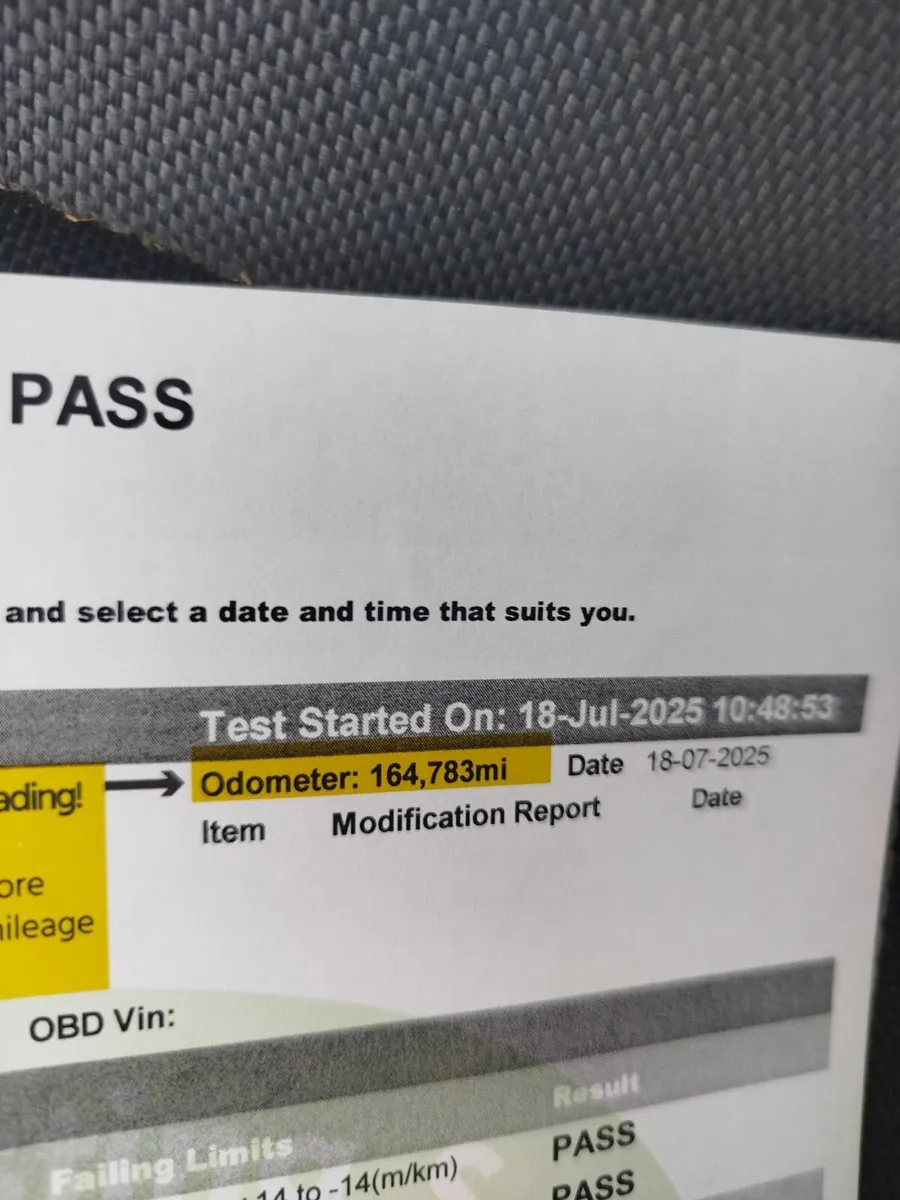 PASS
and select a date and time that suits you.
Test Started On: 18-Jul-2025 10:48:53
ading!
Odometer: 164,783mi Date 18-07-2025
Item Modification Report Date
ore
ileage
OBD Vin:
Result
Failing Limits PASS
14 to -14(m/km) PASS